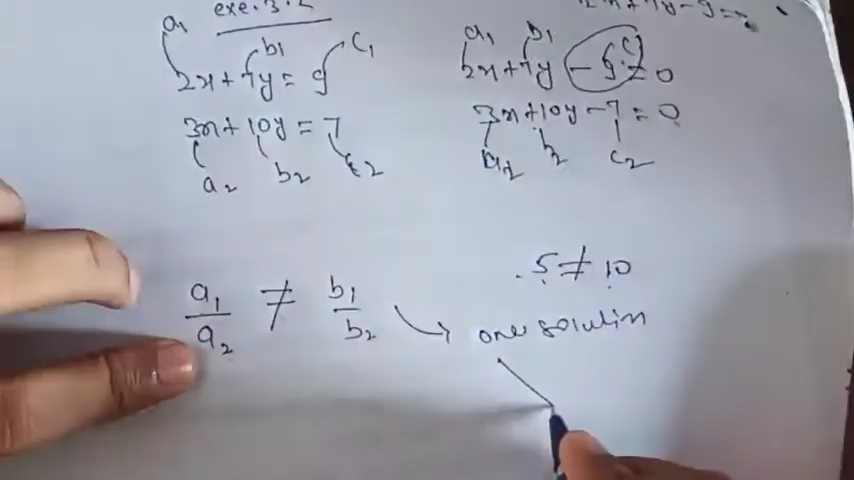 exe. 3.2
a₁ b₁ c₁
2x + 7y = 9
3x + 10y = 7
a₂ b₂ c₂
a₁ b₁ c₁
2x + 7y - 9 = 0
3x + 10y - 7 = 0
a₂ b₂ c₂
5 ≠ 10
a₁/a₂ ≠ b₁/b₂ → one solution